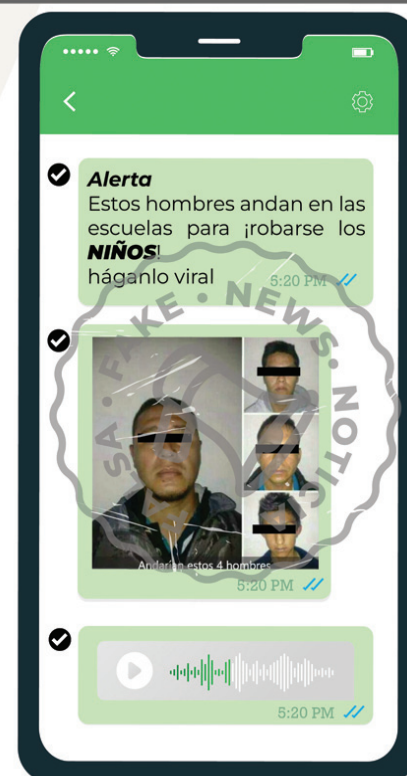 Alerta
Estos hombres andan en las
escuelas para ¡robarse los
NIÑOS!
háganlo viral
5:20 PM
FAKE • NEWS • NOTICIA FALSA •
Andarían estos 4 hombres
5:20 PM
5:20 PM